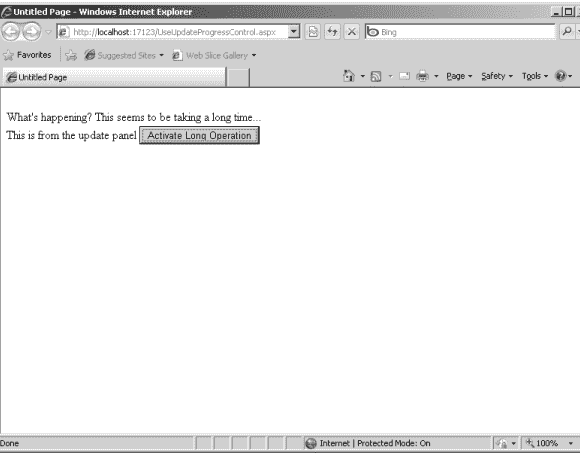 Untitled Page - Windows Internet Explorer
http://localhost:17123/UseUpdateProgressControl.aspx
Bing
Favorites Suggested Sites Web Slice Gallery
Untitled Page Page Safety Tools
What's happening? This seems to be taking a long time...
This is from the update panel Activate Long Operation
Done Internet | Protected Mode: On 100%